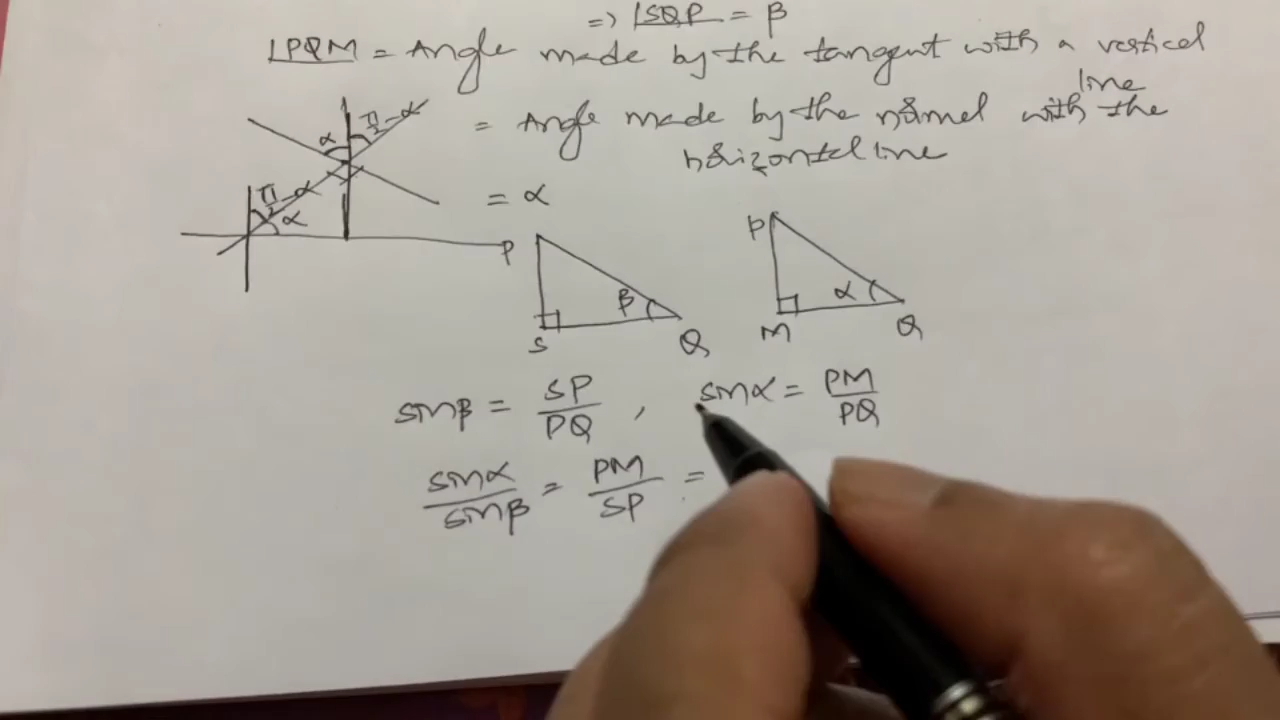 => ∠SQP = β
∠PQM = Angle made by the tangent with a vertical
line
= Angle made by the normal with the
horizontal line
= α
α π/2-α
π/2-α α
P β S Q
P α M Q
sinβ = SP/PQ , sinα = PM/PQ
sinα/sinβ = PM/SP =